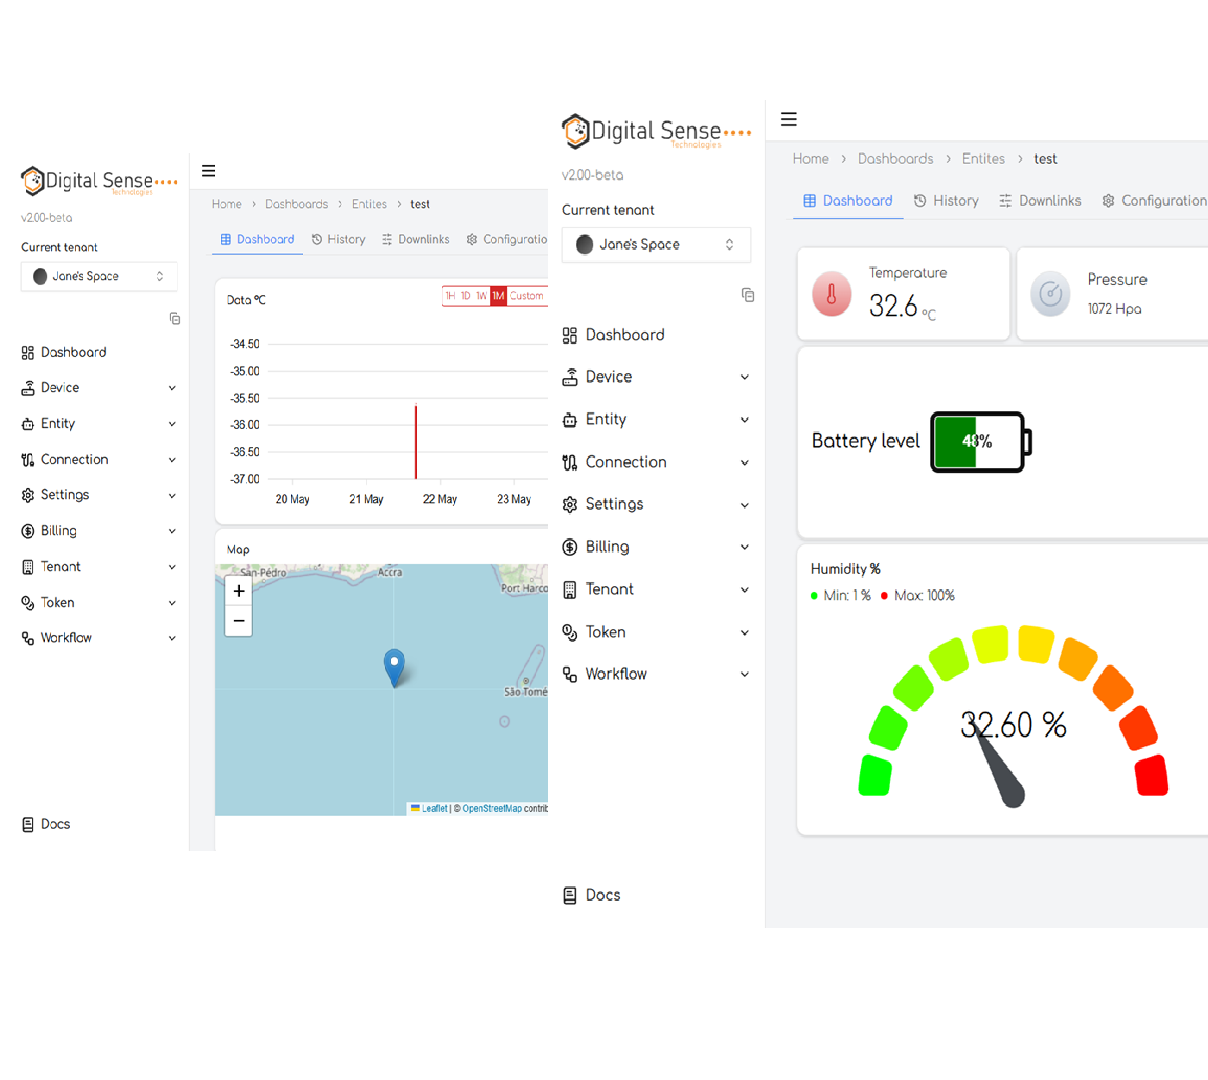 Digital Sense
Technologies
v2.00-beta
Current tenant
Jane's Space
Dashboard
Device
Entity
Connection
Settings
Billing
Tenant
Token
Workflow
Docs
Home > Dashboards > Entites > test
Dashboard History Downlinks Configuratio
Data °C
1H 1D 1W 1M Custom
-34.50
-35.00
-35.50
-36.00
-36.50
-37.00
20 May 21 May 22 May 23 May
Map
San-Pédro Accra
Port Harco
+
−
São Tomé
Leaflet | © OpenStreetMap contrib
Digital Sense
Technologies
v2.00-beta
Current tenant
Jane's Space
Dashboard
Device
Entity
Connection
Settings
Billing
Tenant
Token
Workflow
Docs
Home > Dashboards > Entites > test
Dashboard History Downlinks Configuration
Temperature
32.6 °C
Pressure
1072 Hpa
Battery level 48%
Humidity %
Min: 1 % Max: 100%
32.60 %